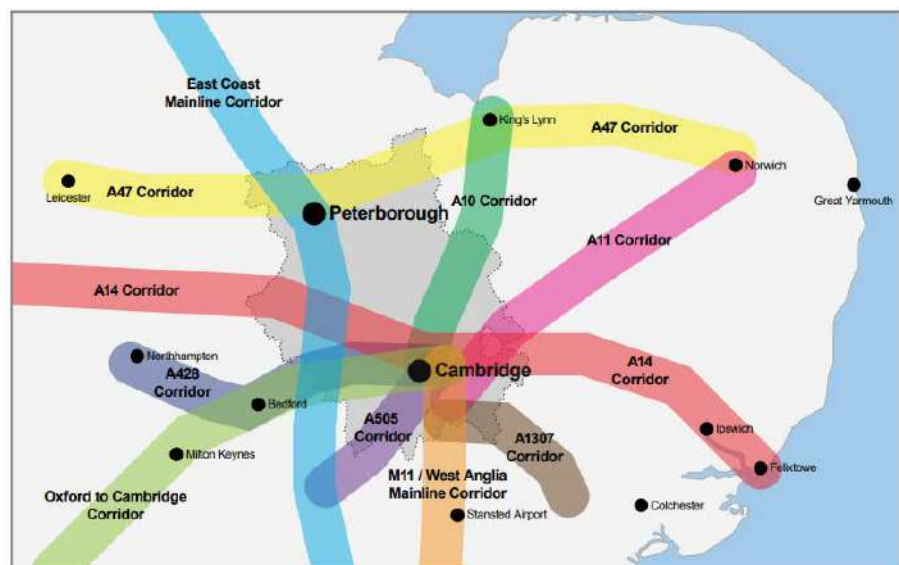 East Coast
Mainline Corridor
King's Lynn
A47 Corridor
Norwich
Leicester
A47 Corridor
Great Yarmouth
A10 Corridor
Peterborough
A11 Corridor
A14 Corridor
Northhampton
A428
Corridor
Cambridge
A14
Corridor
Bedford
A505
Corridor
Ipswich
A1307
Corridor
Milton Keynes
Felixtowe
M11 / West Anglia
Mainline Corridor
Oxford to Cambridge
Corridor
Stansted Airport
Colchester